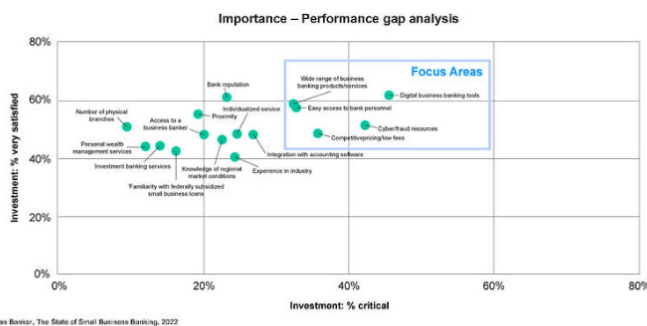 Importance – Performance gap analysis
80%
60%
40%
20%
0%
Investment: % very satisfied
Focus Areas
Bank reputation
Wide range of business
banking products/services
Digital business banking tools
Individualized service
Easy access to bank personnel
Number of physical
branches
Proximity
Access to a
business banker
Cyber/fraud resources
Competitivepricing/low fees
Personal wealth
management services
Integration with accounting software
Investment banking services
Knowledge of regional
market conditions
Experience in industry
'Familiarity with federally subsidized
small business loans
0%
20%
40%
60%
80%
Investment: % critical
Banker, The State of Small Business Banking, 2022